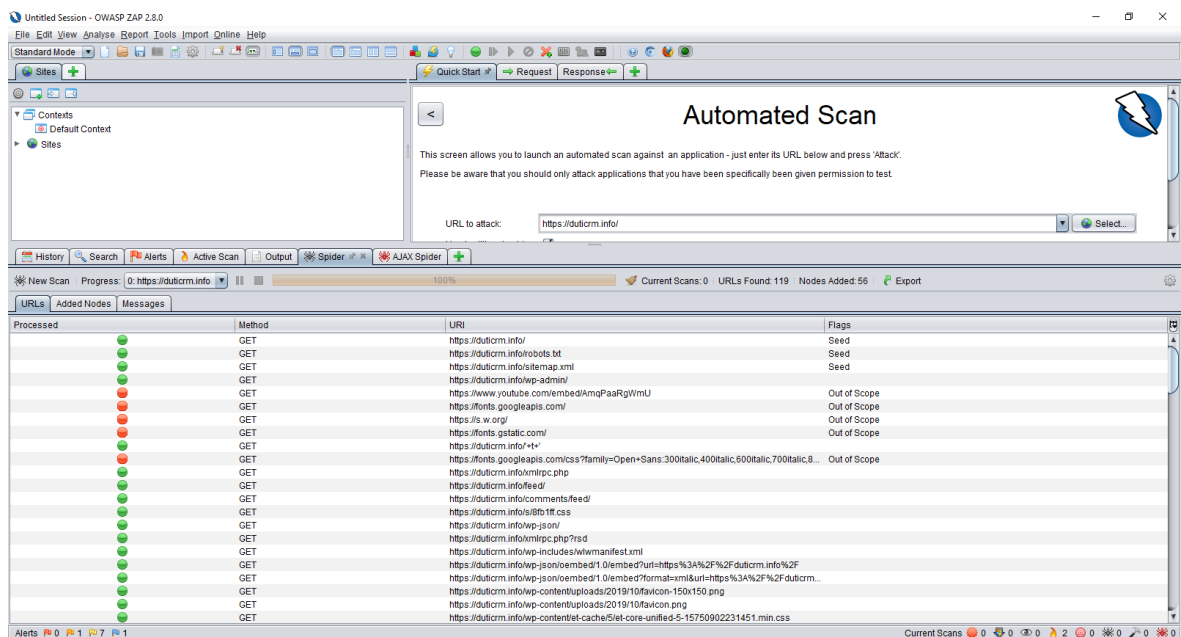 Untitled Session - OWASP ZAP 2.8.0
File Edit View Analyse Report Tools Import Online Help
Standard Mode
Sites
Quick Start Request Response
Contexts
Default Context
Sites
<
Automated Scan
This screen allows you to launch an automated scan against an application - just enter its URL below and press 'Attack'.
Please be aware that you should only attack applications that you have been specifically been given permission to test.
URL to attack: https://duticrm.info/ Select...
History Search Alerts Active Scan Output Spider AJAX Spider
New Scan Progress: 0: https://duticrm.info 100% Current Scans: 0 URLs Found: 119 Nodes Added: 56 Export
URLs Added Nodes Messages
Processed Method URI Flags
GET https://duticrm.info/ Seed
GET https://duticrm.info/robots.txt Seed
GET https://duticrm.info/sitemap.xml Seed
GET https://duticrm.info/wp-admin/
GET https://www.youtube.com/embed/AmqPaaRgWmU Out of Scope
GET https://fonts.googleapis.com/ Out of Scope
GET https://s.w.org/ Out of Scope
GET https://fonts.gstatic.com/ Out of Scope
GET https://duticrm.info/'+t+'
GET https://fonts.googleapis.com/css?family=Open+Sans:300italic,400italic,600italic,700italic,8... Out of Scope
GET https://duticrm.info/xmlrpc.php
GET https://duticrm.info/feed/
GET https://duticrm.info/comments/feed/
GET https://duticrm.info/s/8fb1ff.css
GET https://duticrm.info/wp-json/
GET https://duticrm.info/xmlrpc.php?rsd
GET https://duticrm.info/wp-includes/wlwmanifest.xml
GET https://duticrm.info/wp-json/oembed/1.0/embed?url=https%3A%2F%2Fduticrm.info%2F
GET https://duticrm.info/wp-json/oembed/1.0/embed?format=xml&url=https%3A%2F%2Fduticrm...
GET https://duticrm.info/wp-content/uploads/2019/10/favicon-150x150.png
GET https://duticrm.info/wp-content/uploads/2019/10/favicon.png
GET https://duticrm.info/wp-content/et-cache/5/et-core-unified-5-15750902231451.min.css
Alerts 0 1 7 1 Current Scans 0 0 0 2 0 0 0 0